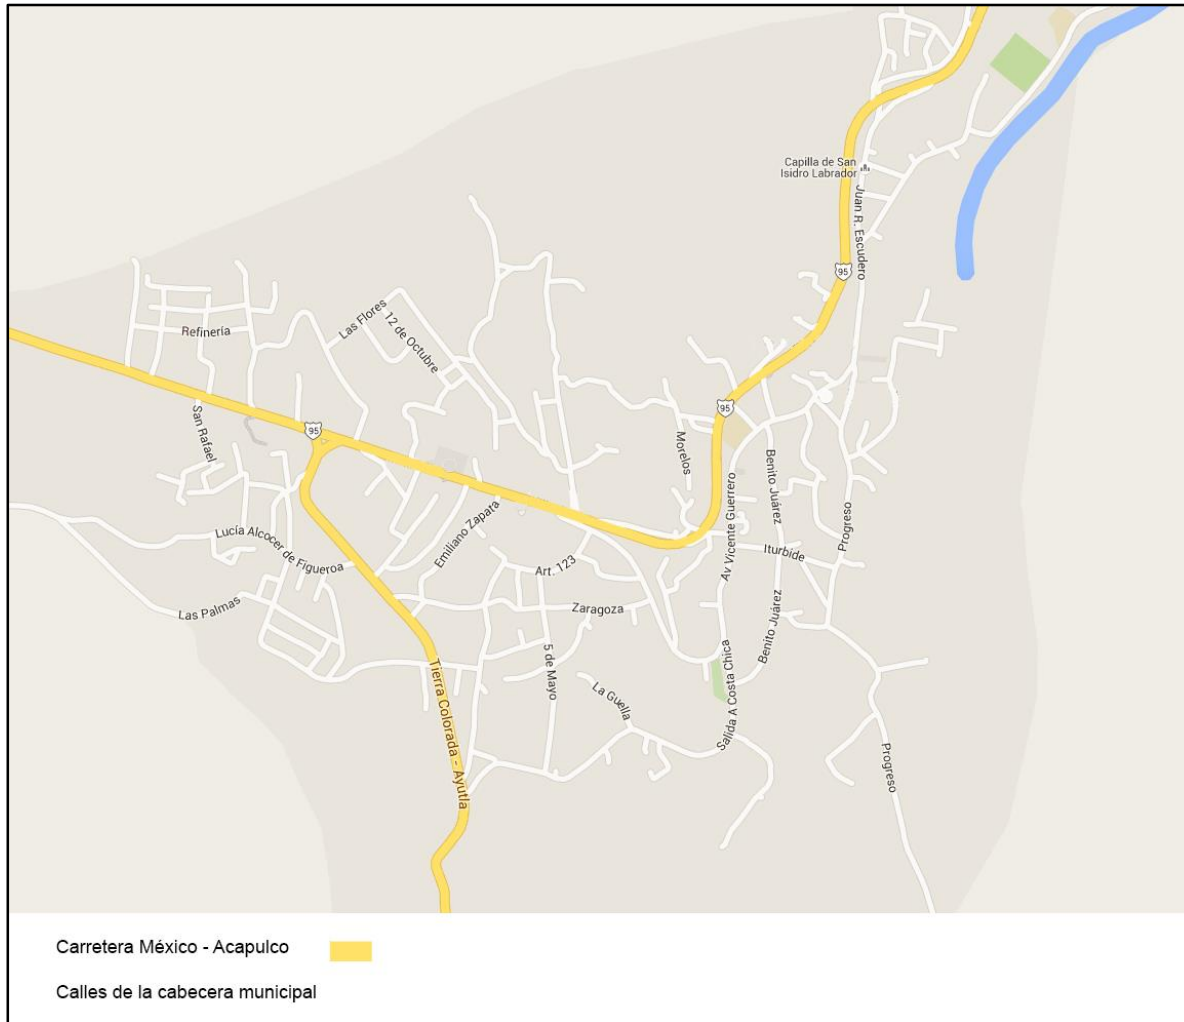 Capilla de San
Isidro Labrador
Juan R. Escudero
95
Las Flores
Refinería
12 de Octubre
95
95
San Rafael
Morelos
Benito Juárez
Av Vicente Guerrero
Progreso
Emiliano Zapata
Lucía Alcocer de Figueroa
Iturbide
Art. 123
Las Palmas
Zaragoza
Benito Juárez
5 de Mayo
Tierra Colorada - Ayutla
La Guella
Salida A Costa Chica
Progreso
Carretera México - Acapulco
Calles de la cabecera municipal